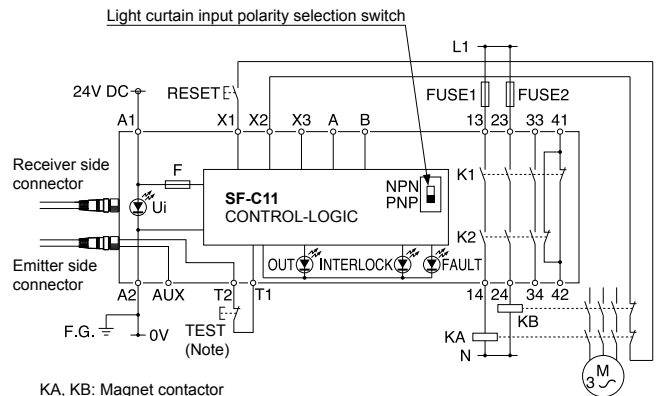 Light curtain input polarity selection switch
L1
24V DC
RESET
FUSE1
FUSE2
A1
X1
X2
X3
A
B
13
23
33
41
Receiver side
connector
Ui
F
SF-C11
CONTROL-LOGIC
NPN
PNP
K1
K2
Emitter side
connector
OUT
INTERLOCK
FAULT
A2
AUX
T2
T1
14
24
34
42
F.G.
0V
TEST
(Note)
KB
KA
N
M
3
KA, KB: Magnet contactor